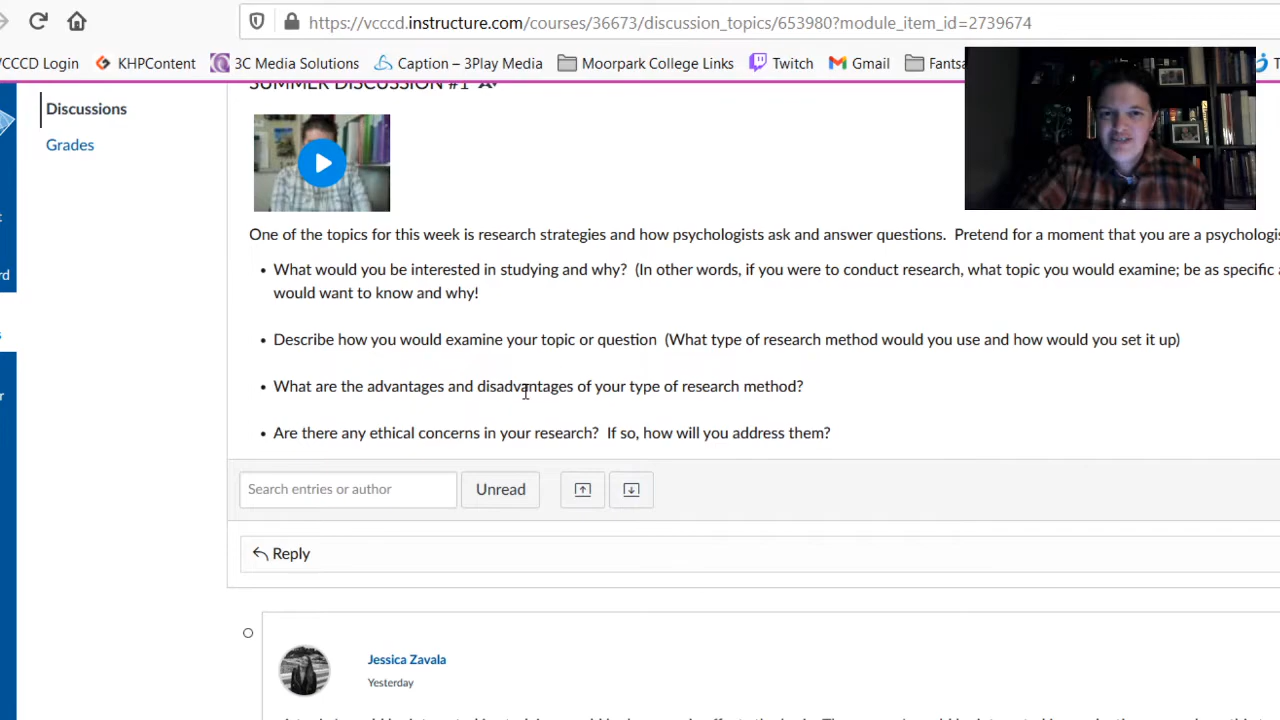 https://vcccd.instructure.com/courses/36673/discussion_topics/653980?module_item_id=2739674
VCCCD Login KHPContent 3C Media Solutions Caption – 3Play Media Moorpark College Links Twitch Gmail Fantas
SUMMER DISCUSSION #1
Discussions
Grades
One of the topics for this week is research strategies and how psychologists ask and answer questions. Pretend for a moment that you are a psychologis
• What would you be interested in studying and why? (In other words, if you were to conduct research, what topic you would examine; be as specific a
would want to know and why!
• Describe how you would examine your topic or question (What type of research method would you use and how would you set it up)
• What are the advantages and disadvantages of your type of research method?
• Are there any ethical concerns in your research? If so, how will you address them?
Search entries or author Unread
Reply
Jessica Zavala
Yesterday